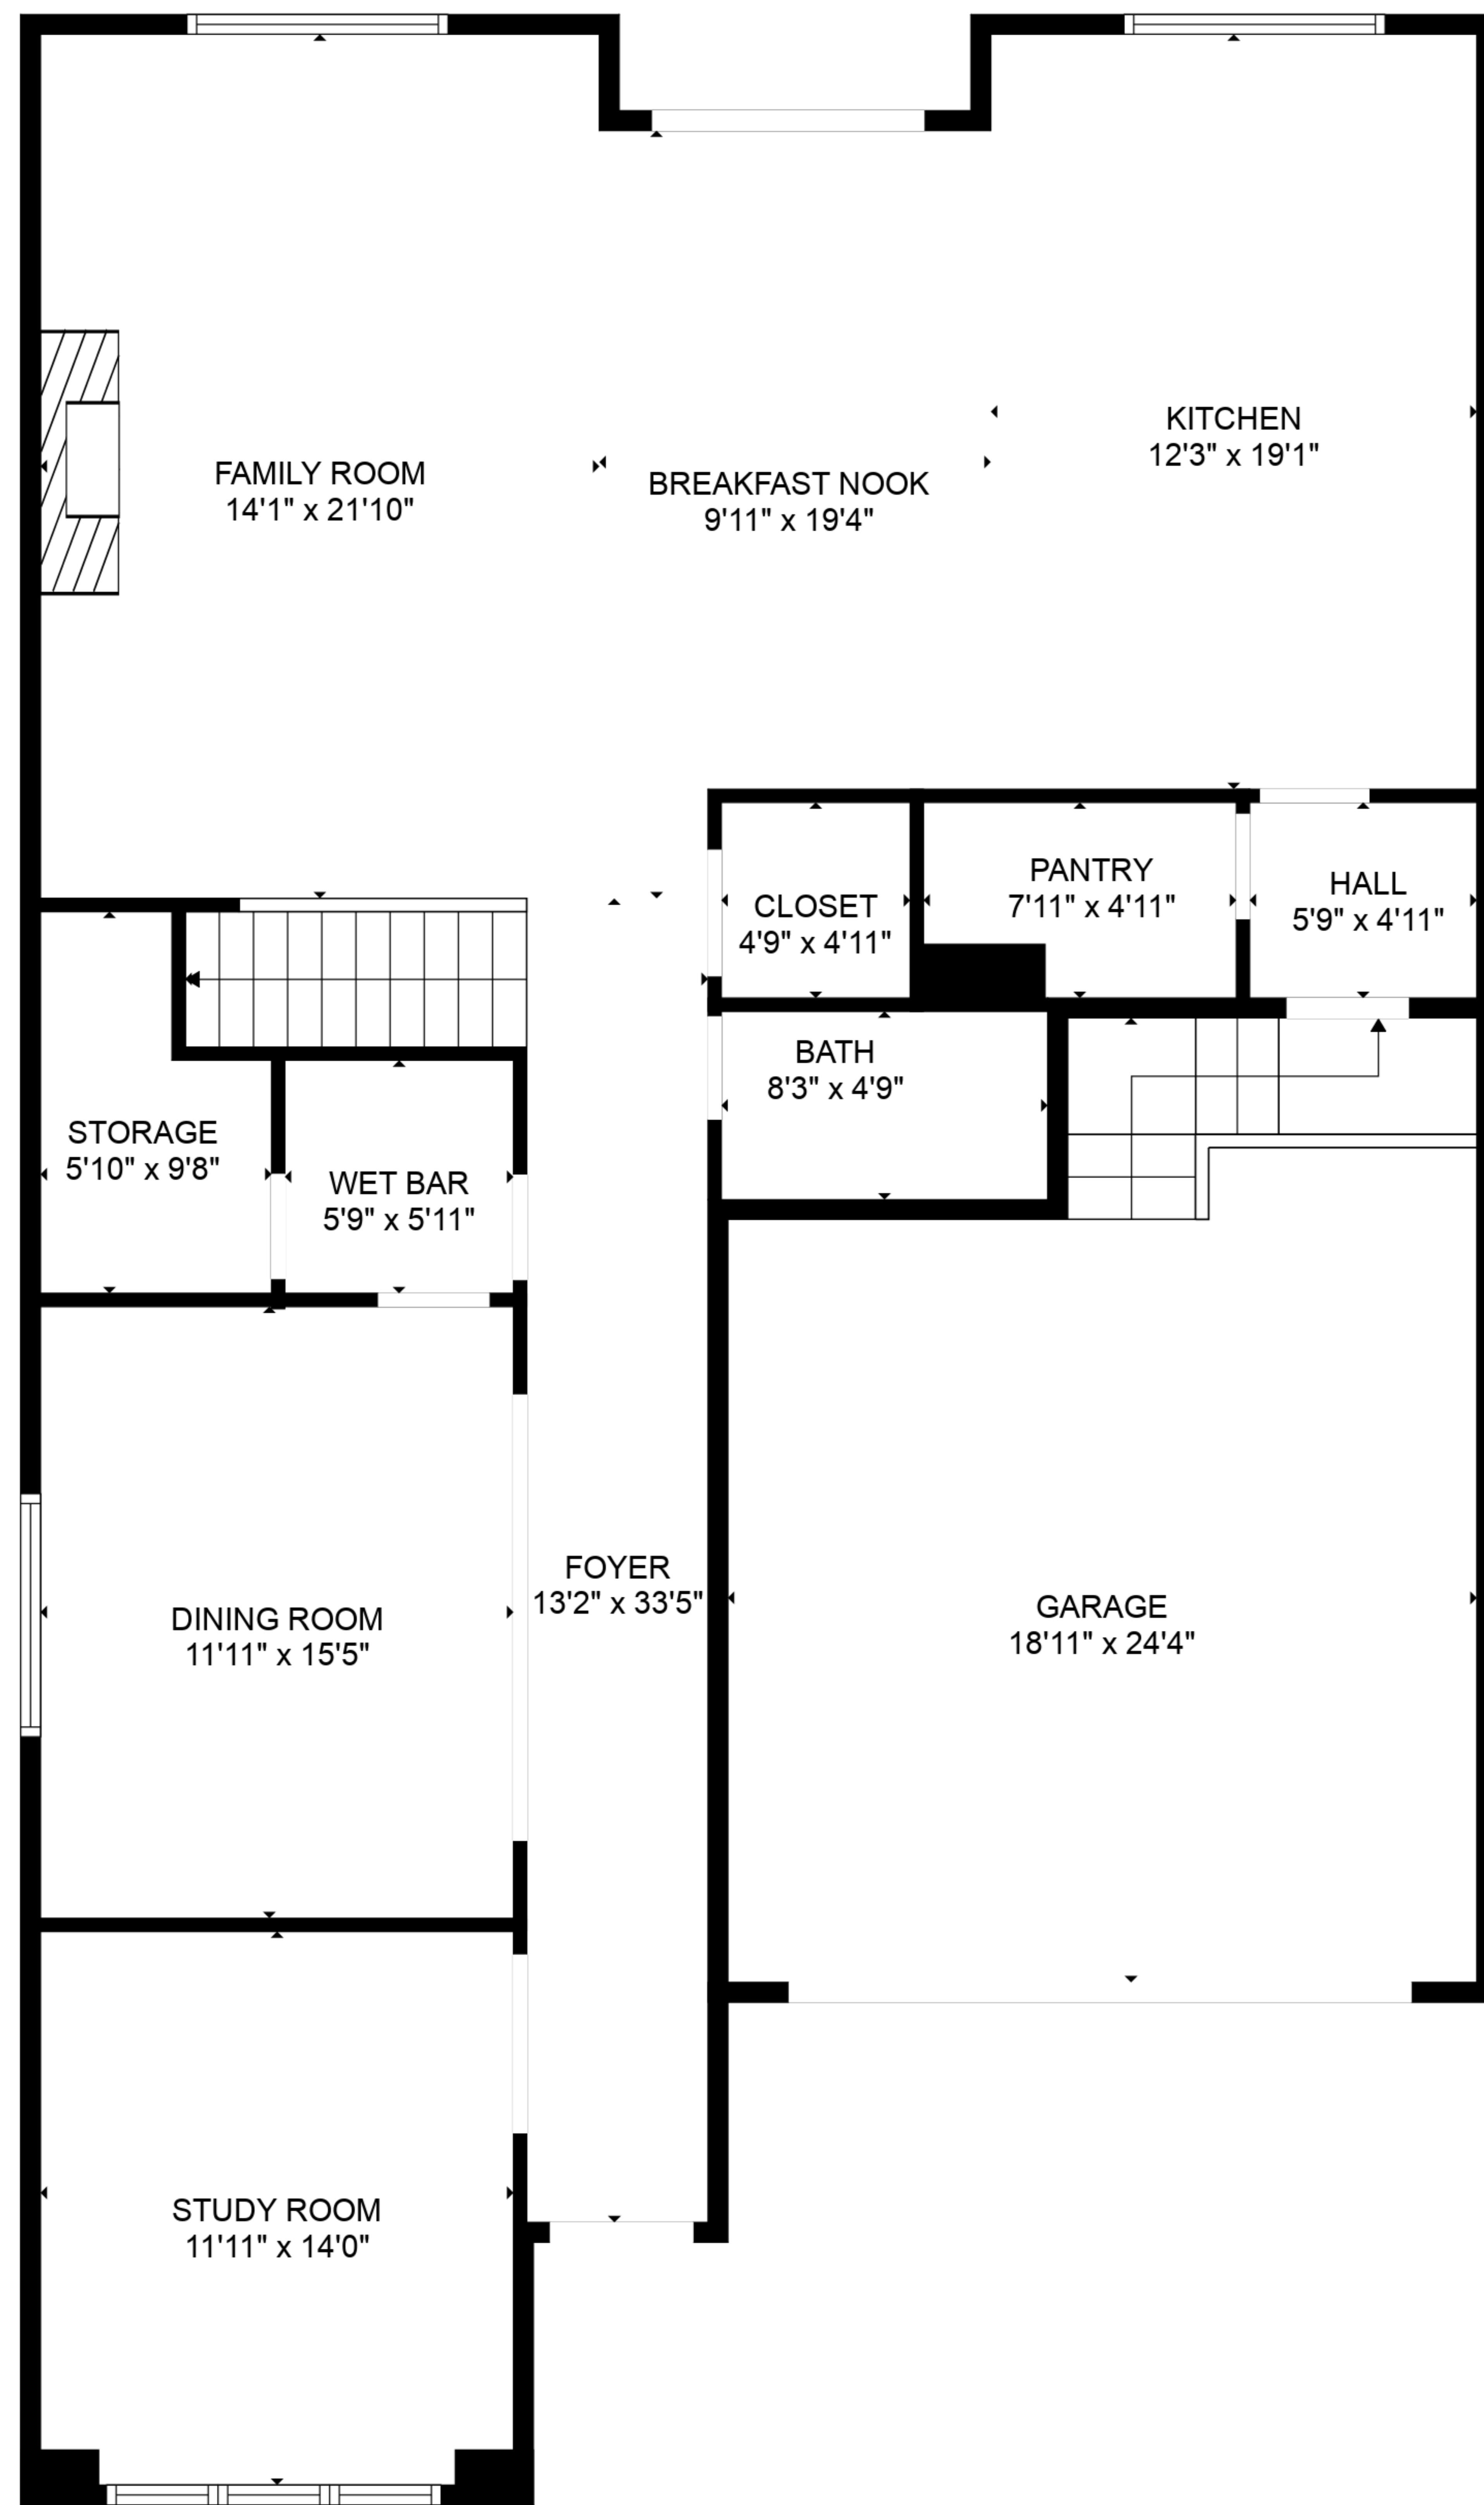 KITCHEN
12'3" x 19'1"
FAMILY ROOM
14'1" x 21'10"
BREAKFAST NOOK
9'11" x 19'4"
PANTRY
7'11" x 4'11"
HALL
5'9" x 4'11"
CLOSET
4'9" x 4'11"
BATH
8'3" x 4'9"
STORAGE
5'10" x 9'8"
WET BAR
5'9" x 5'11"
FOYER
13'2" x 33'5"
DINING ROOM
11'11" x 15'5"
GARAGE
18'11" x 24'4"
STUDY ROOM
11'11" x 14'0"